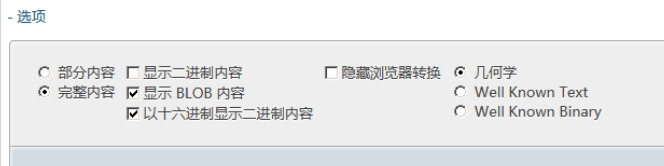 - 选项
部分内容 显示二进制内容 隐藏浏览器转换 几何学
完整内容 显示 BLOB 内容 Well Known Text
以十六进制显示二进制内容 Well Known Binary